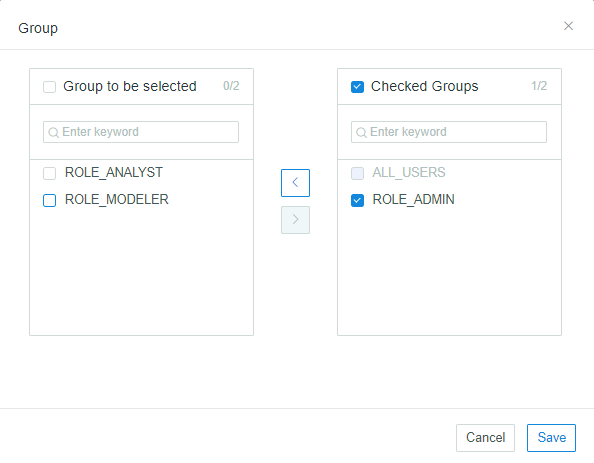 Group
Group to be selected 0/2
Enter keyword
ROLE_ANALYST
ROLE_MODELER
Checked Groups 1/2
Enter keyword
ALL_USERS
ROLE_ADMIN
Cancel Save